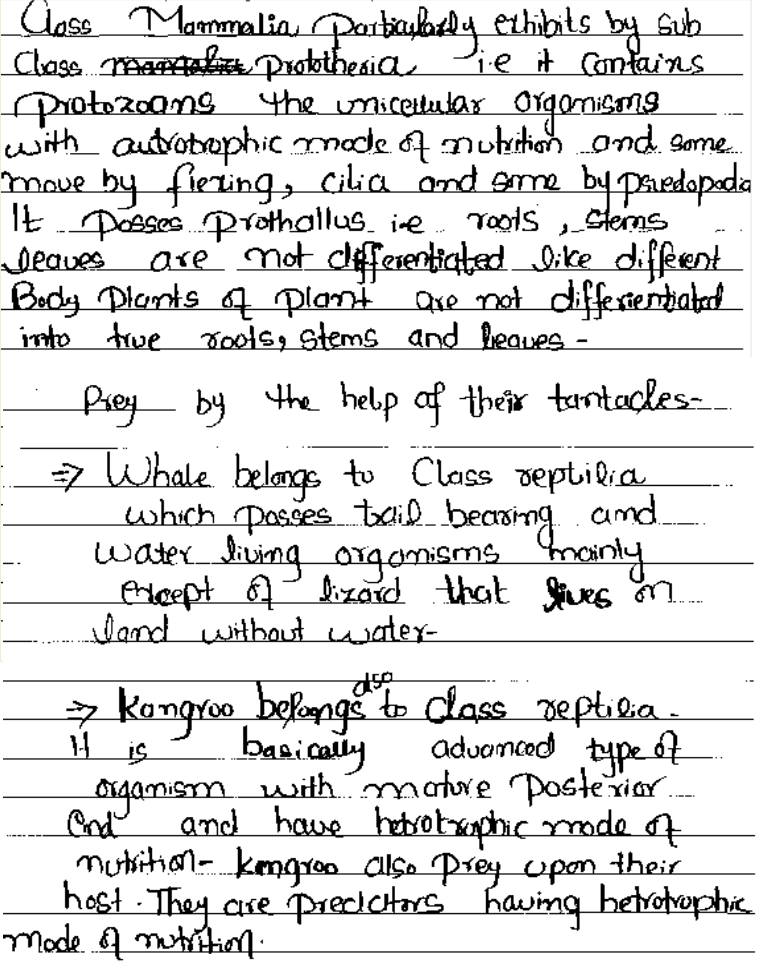 Class Mammalia, Particularly exhibits by sub
Class mamalia Protothesia i.e it contains
Protozoans the unicellular organisms
with autrotrophic mode of nutrition and some
move by fiering, cilia and some by psuedopodia
It Posses Prothallus i.e roots, stems
leaves are not differentiated like different
Body Plants of plant are not differientiated
into true roots, stems and leaves -
Prey by the help of their tantacles-
⇒ Whale belongs to Class reptilia
which posses tail bearing and
water living organisms mainly
except of lizard that lives on
land without water-
⇒ kangroo belongs also to class reptilia.
It is basically advanced type of
organism with mature Posterior
End and have hetrotrophic mode of
nutrition- kangroo also prey upon their
host. They are predictors having hetrotrophic
mode of nutrition.